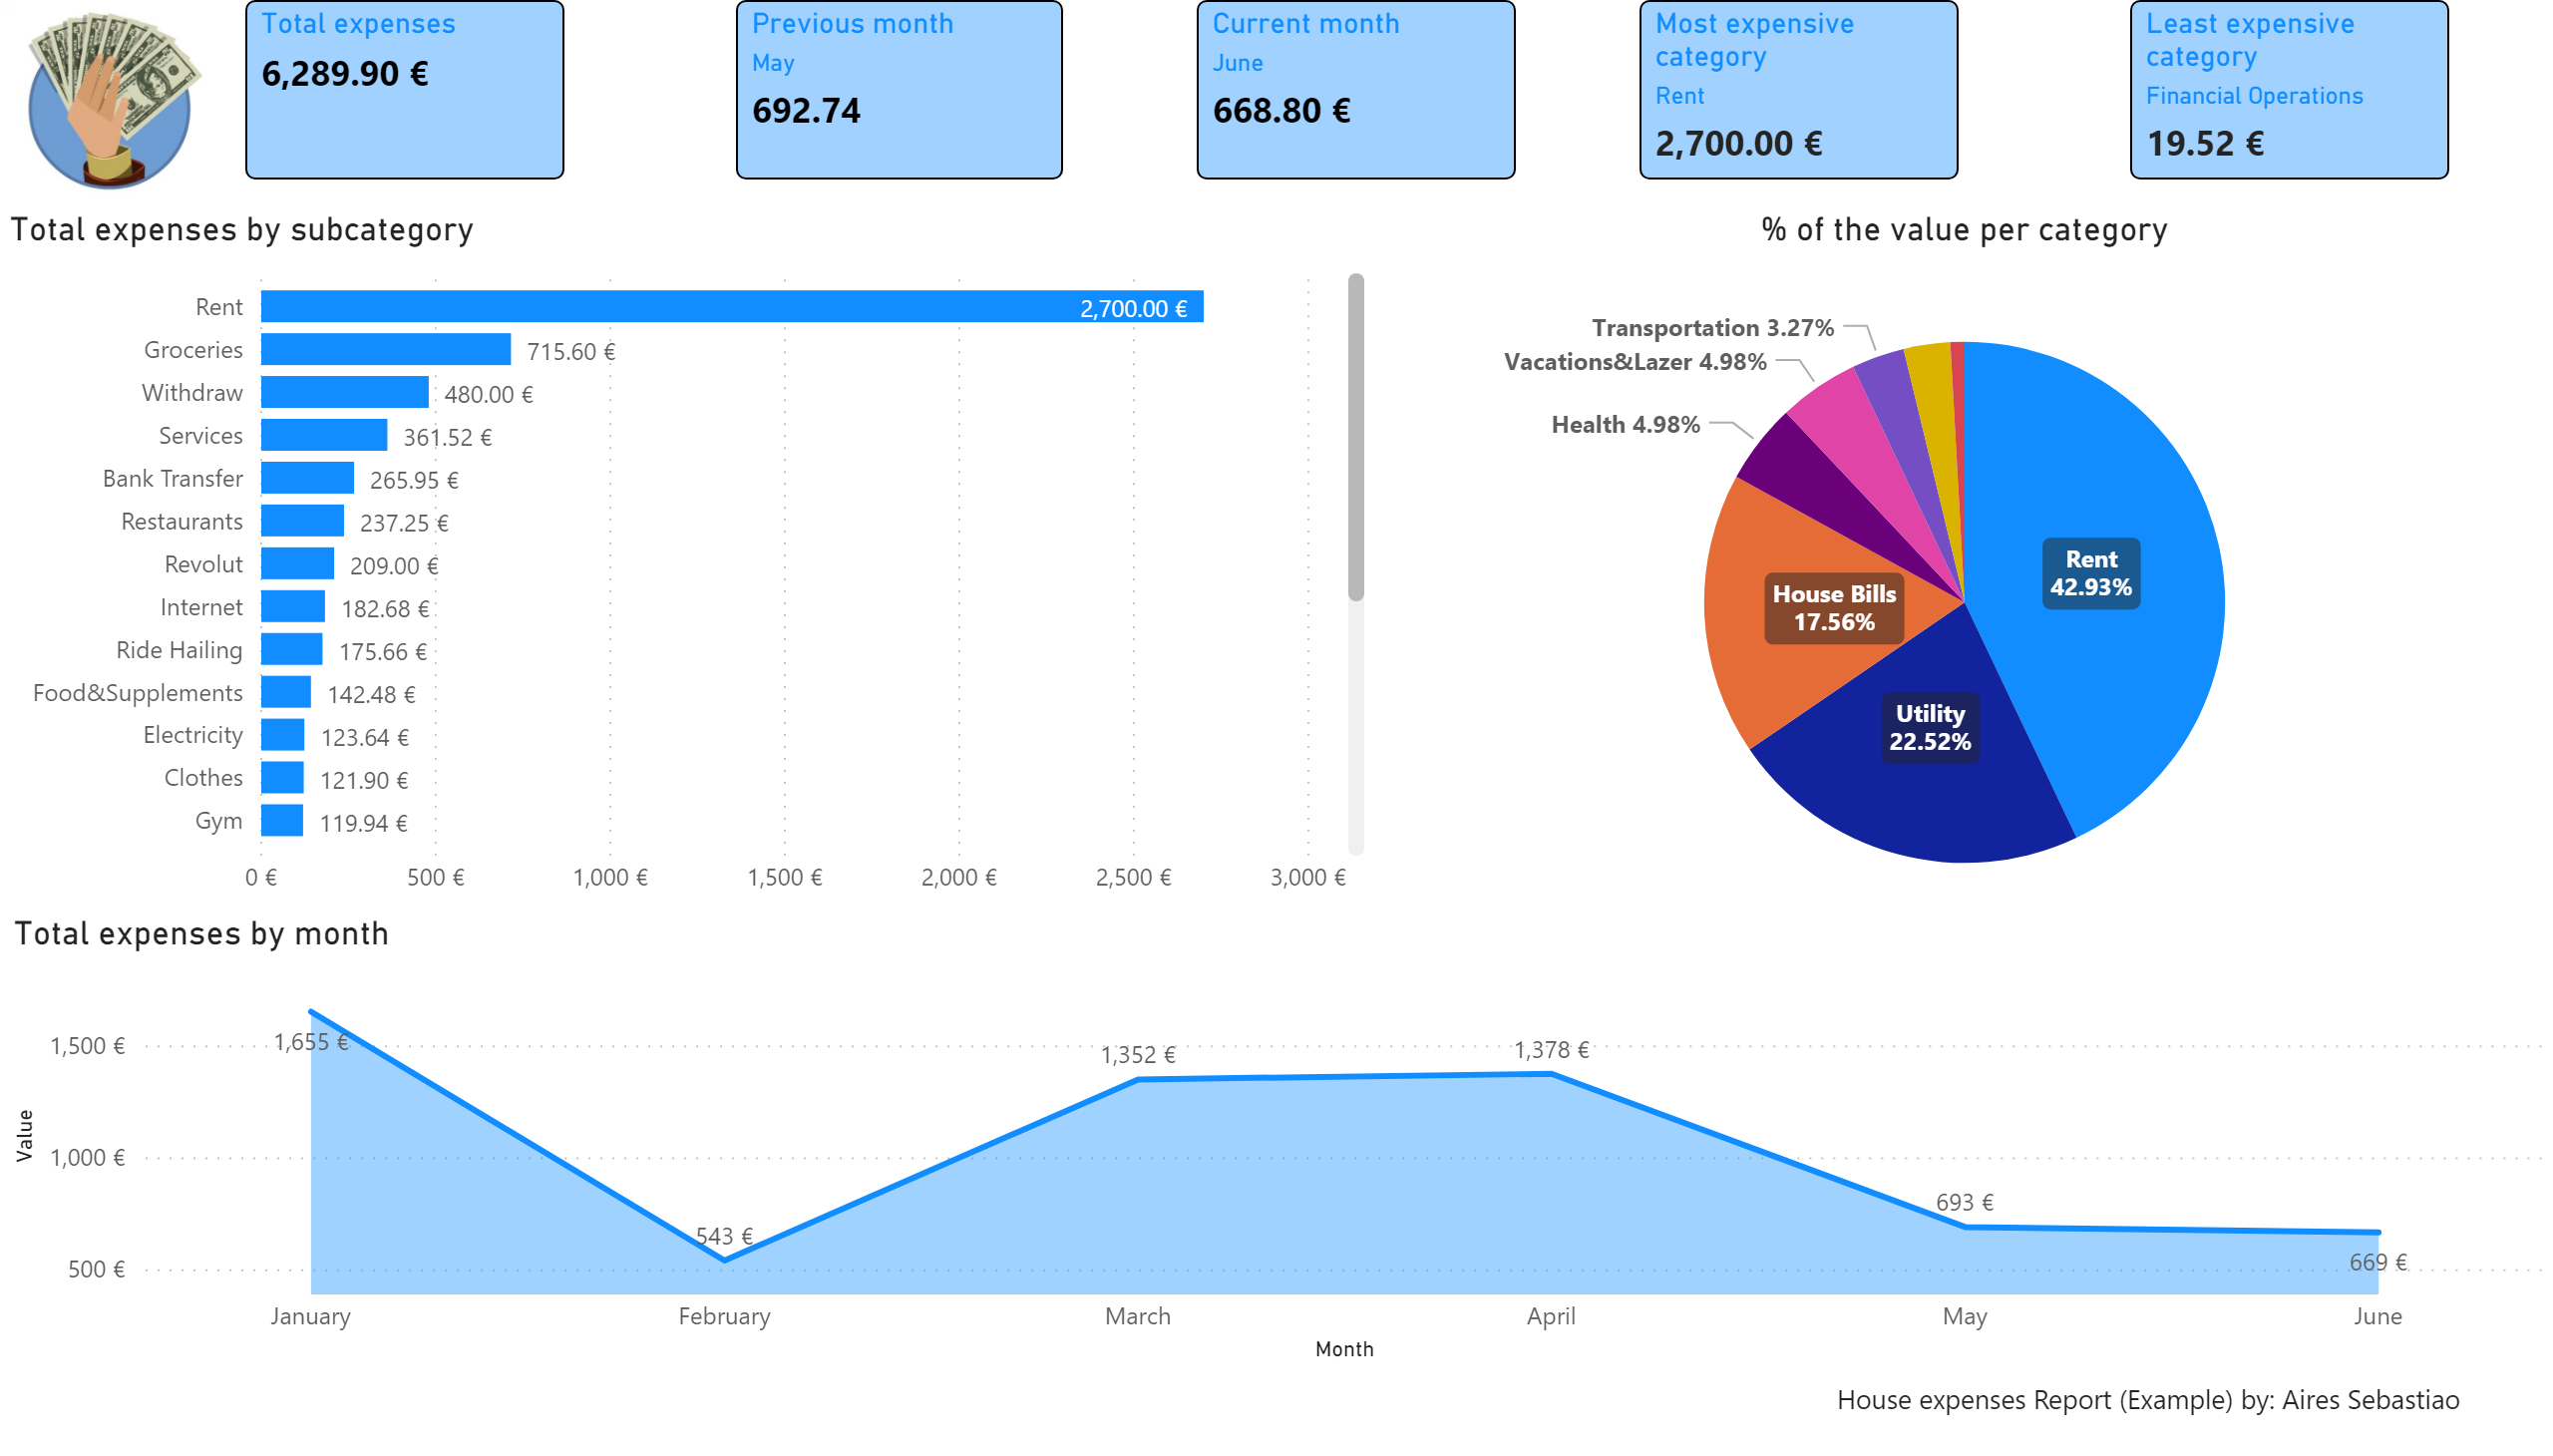 Total expenses
6,289.90 €
Previous month
May
692.74
Current month
June
668.80 €
Most expensive
category
Rent
2,700.00 €
Least expensive
category
Financial Operations
19.52 €
Total expenses by subcategory
Rent
2,700.00 €
Groceries
715.60 €
Withdraw
480.00 €
Services
361.52 €
Bank Transfer
265.95 €
Restaurants
237.25 €
Revolut
209.00 €
Internet
182.68 €
Ride Hailing
175.66 €
Food&Supplements
142.48 €
Electricity
123.64 €
Clothes
121.90 €
Gym
119.94 €
0 €
500 €
1,000 €
1,500 €
2,000 €
2,500 €
3,000 €
% of the value per category
Transportation 3.27%
Vacations&Lazer 4.98%
Health 4.98%
House Bills
17.56%
Utility
22.52%
Rent
42.93%
Total expenses by month
Value
1,500 €
1,000 €
500 €
1,655 €
543 €
1,352 €
1,378 €
693 €
669 €
January
February
March
April
May
June
Month
House expenses Report (Example) by: Aires Sebastiao